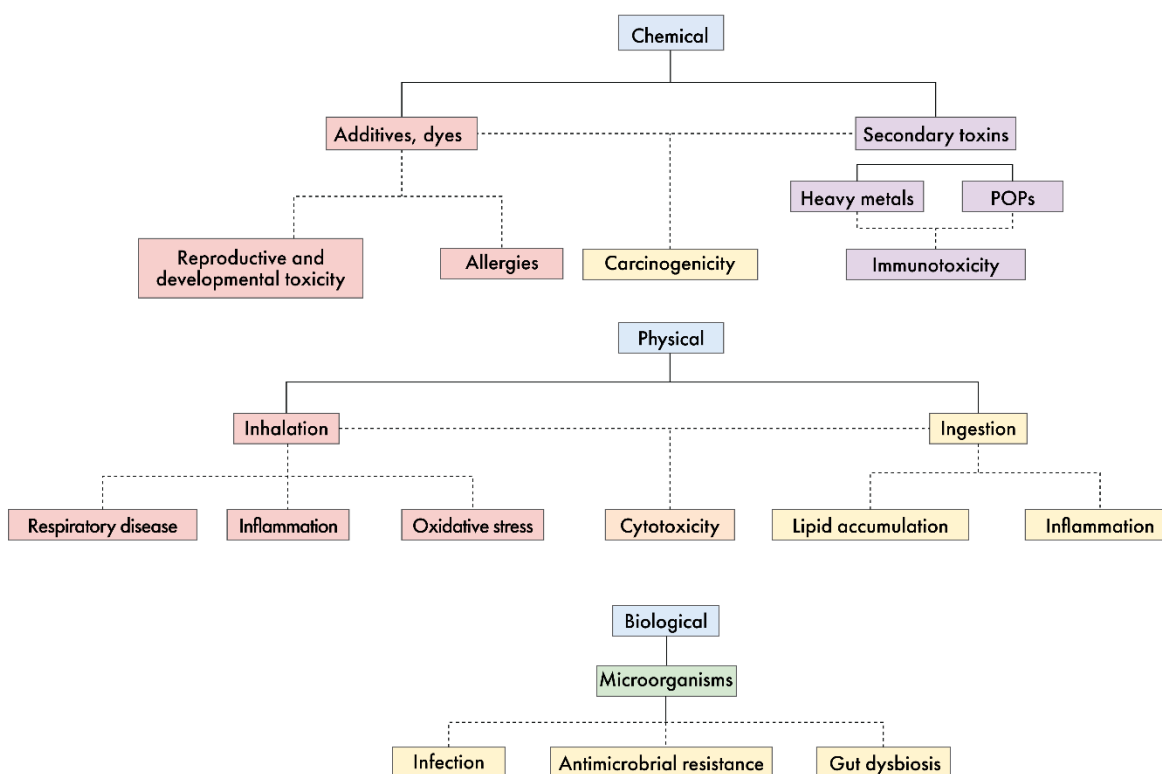 Chemical
Additives, dyes
Secondary toxins
Heavy metals
POPs
Reproductive and
developmental toxicity
Allergies
Carcinogenicity
Immunotoxicity
Physical
Inhalation
Ingestion
Respiratory disease
Inflammation
Oxidative stress
Cytotoxicity
Lipid accumulation
Inflammation
Biological
Microorganisms
Infection
Antimicrobrial resistance
Gut dysbiosis